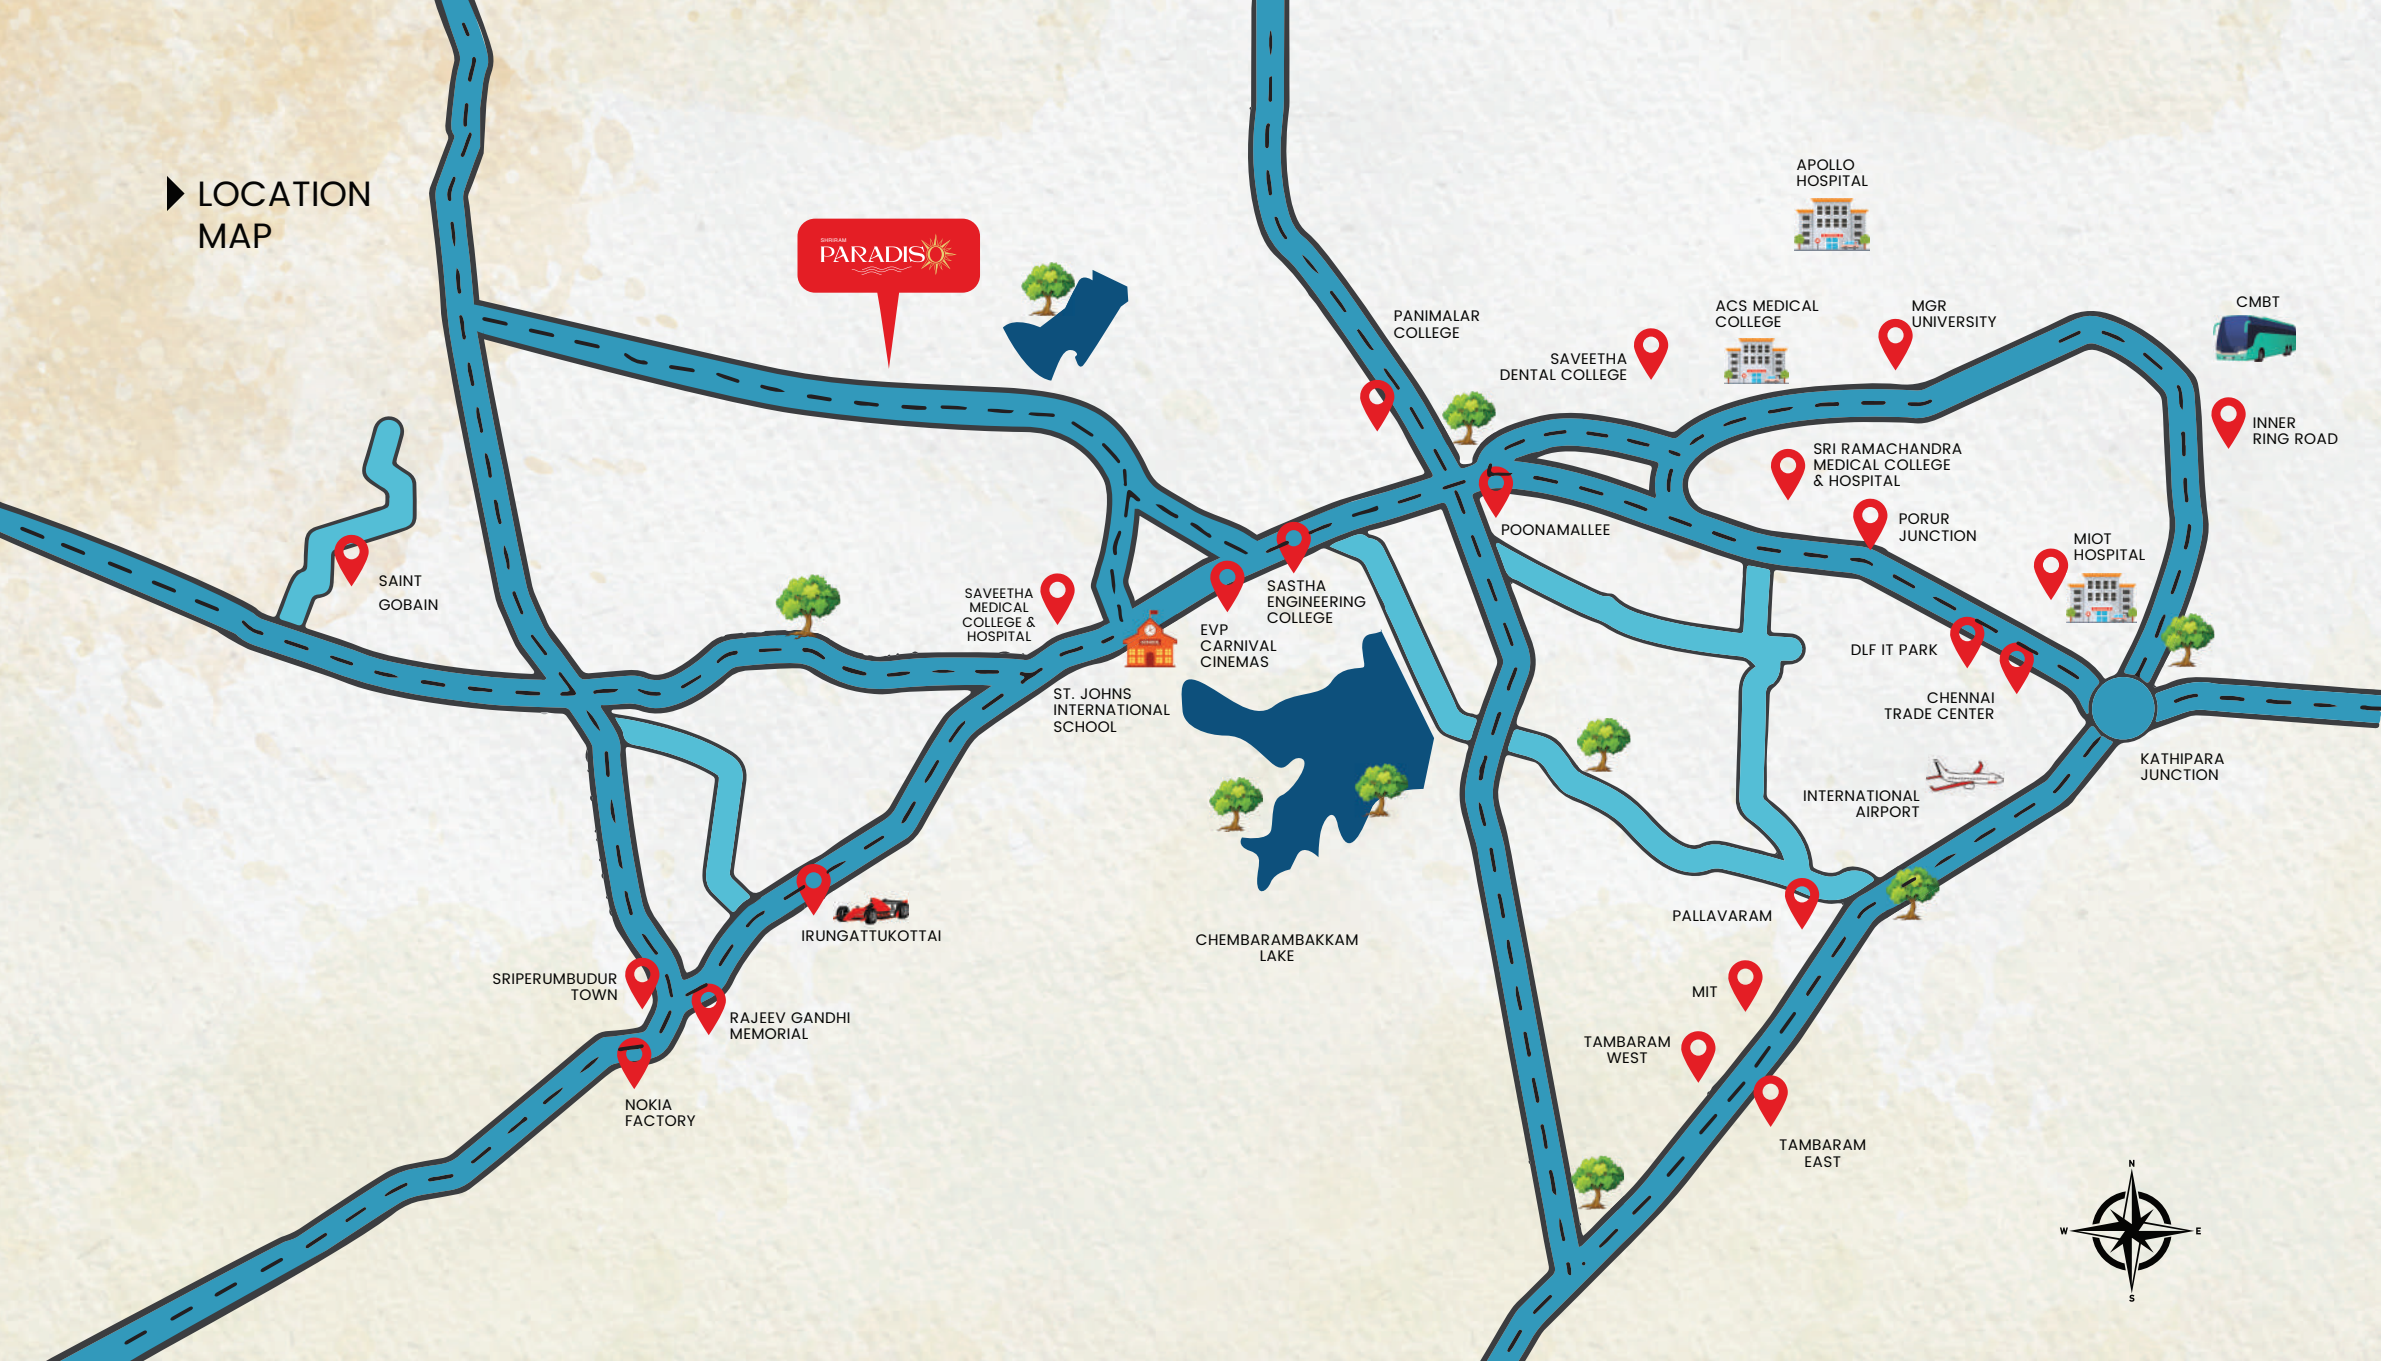 LOCATION
MAP
SHRIRAM
PARADISO
APOLLO
HOSPITAL
PANIMALAR
COLLEGE
SAVEETHA
DENTAL COLLEGE
ACS MEDICAL
COLLEGE
MGR
UNIVERSITY
CMBT
INNER
RING ROAD
SRI RAMACHANDRA
MEDICAL COLLEGE
& HOSPITAL
POONAMALLEE
PORUR
JUNCTION
MIOT
HOSPITAL
SAINT
GOBAIN
SAVEETHA
MEDICAL
COLLEGE &
HOSPITAL
SASTHA
ENGINEERING
COLLEGE
EVP
CARNIVAL
CINEMAS
ST. JOHNS
INTERNATIONAL
SCHOOL
DLF IT PARK
CHENNAI
TRADE CENTER
KATHIPARA
JUNCTION
INTERNATIONAL
AIRPORT
PALLAVARAM
IRUNGATTUKOTTAI
CHEMBARAMBAKKAM
LAKE
SRIPERUMBUDUR
TOWN
RAJEEV GANDHI
MEMORIAL
MIT
TAMBARAM
WEST
NOKIA
FACTORY
TAMBARAM
EAST
N
W
E
S